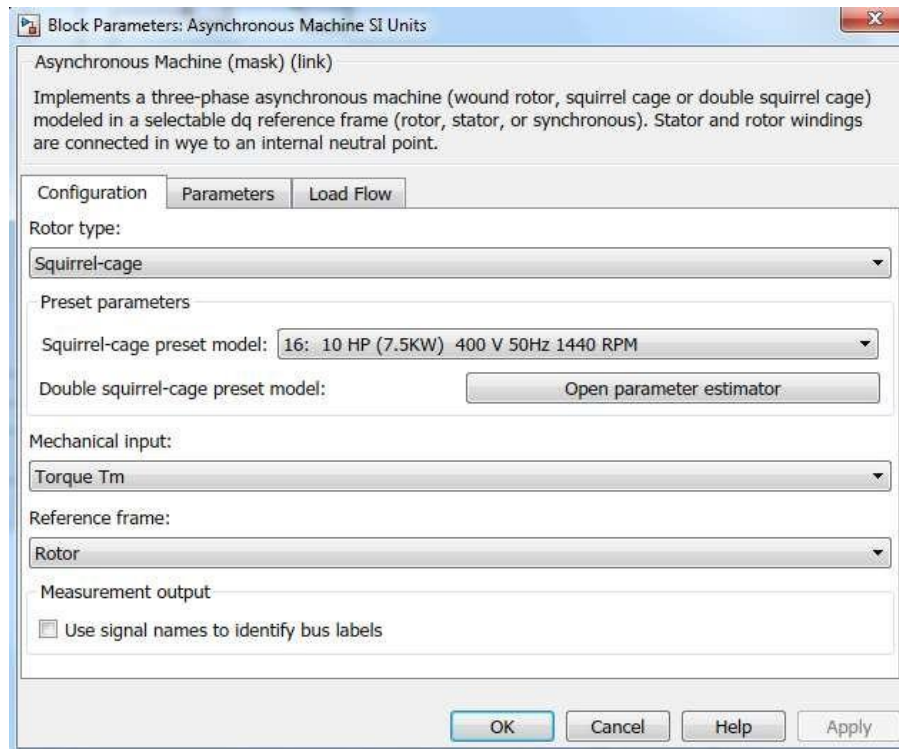 Block Parameters: Asynchronous Machine SI Units
Asynchronous Machine (mask) (link)
Implements a three-phase asynchronous machine (wound rotor, squirrel cage or double squirrel cage)
modeled in a selectable dq reference frame (rotor, stator, or synchronous). Stator and rotor windings
are connected in wye to an internal neutral point.
Configuration Parameters Load Flow
Rotor type:
Squirrel-cage
Preset parameters
Squirrel-cage preset model: 16: 10 HP (7.5KW) 400 V 50Hz 1440 RPM
Double squirrel-cage preset model: Open parameter estimator
Mechanical input:
Torque Tm
Reference frame:
Rotor
Measurement output
Use signal names to identify bus labels
OK Cancel Help Apply